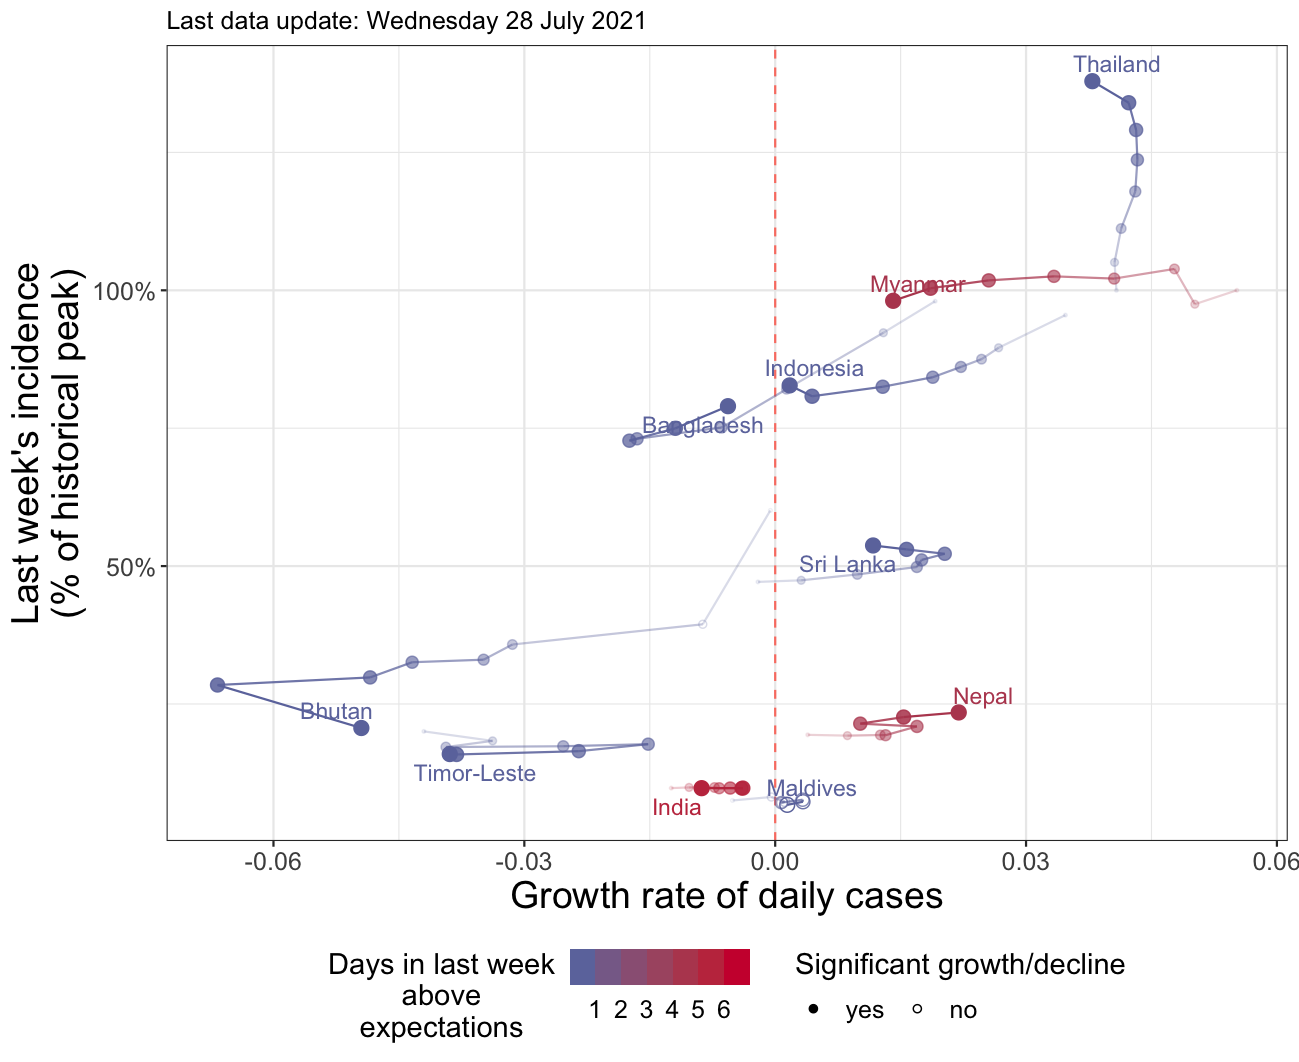 Last data update: Wednesday 28 July 2021
Thailand
100%
Myanmar
Indonesia
Bangladesh
Last week's incidence
(% of historical peak)
50%
Sri Lanka
Nepal
Bhutan
Timor-Leste
Maldives
India
-0.06 -0.03 0.00 0.03 0.06
Growth rate of daily cases
Days in last week
above
expectations
1 2 3 4 5 6
Significant growth/decline
yes no